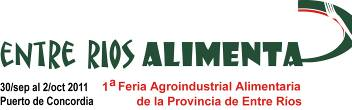 ENTRE RIOS ALIMENTA
30/sep al 2/oct 2011 1ª Feria Agroindustrial Alimentaria
Puerto de Concordia de la Provincia de Entre Ríos